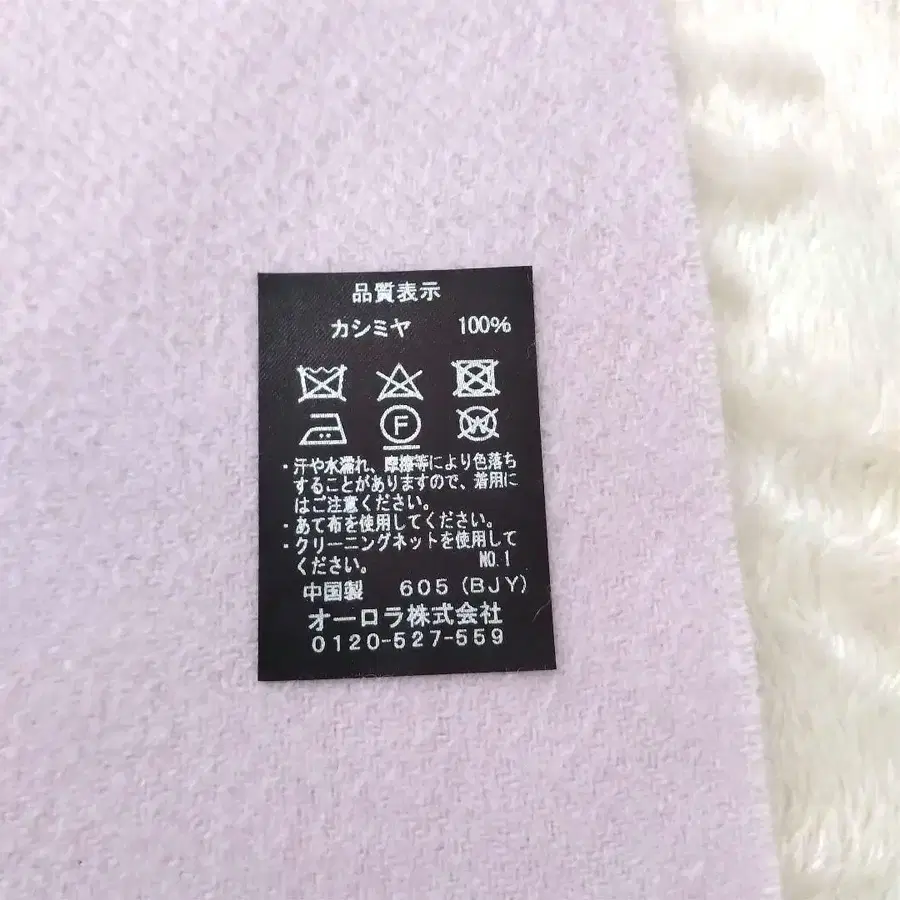 品質表示
カシミヤ 100%
F
W
・汗や水濡れ、摩擦等により色落ち
することがありますので、着用に
はご注意ください。
・あて布を使用してください。
・クリーニングネットを使用して
ください。 NO.1
中国製 605 (BJY)
オーロラ株式会社
0120-527-559